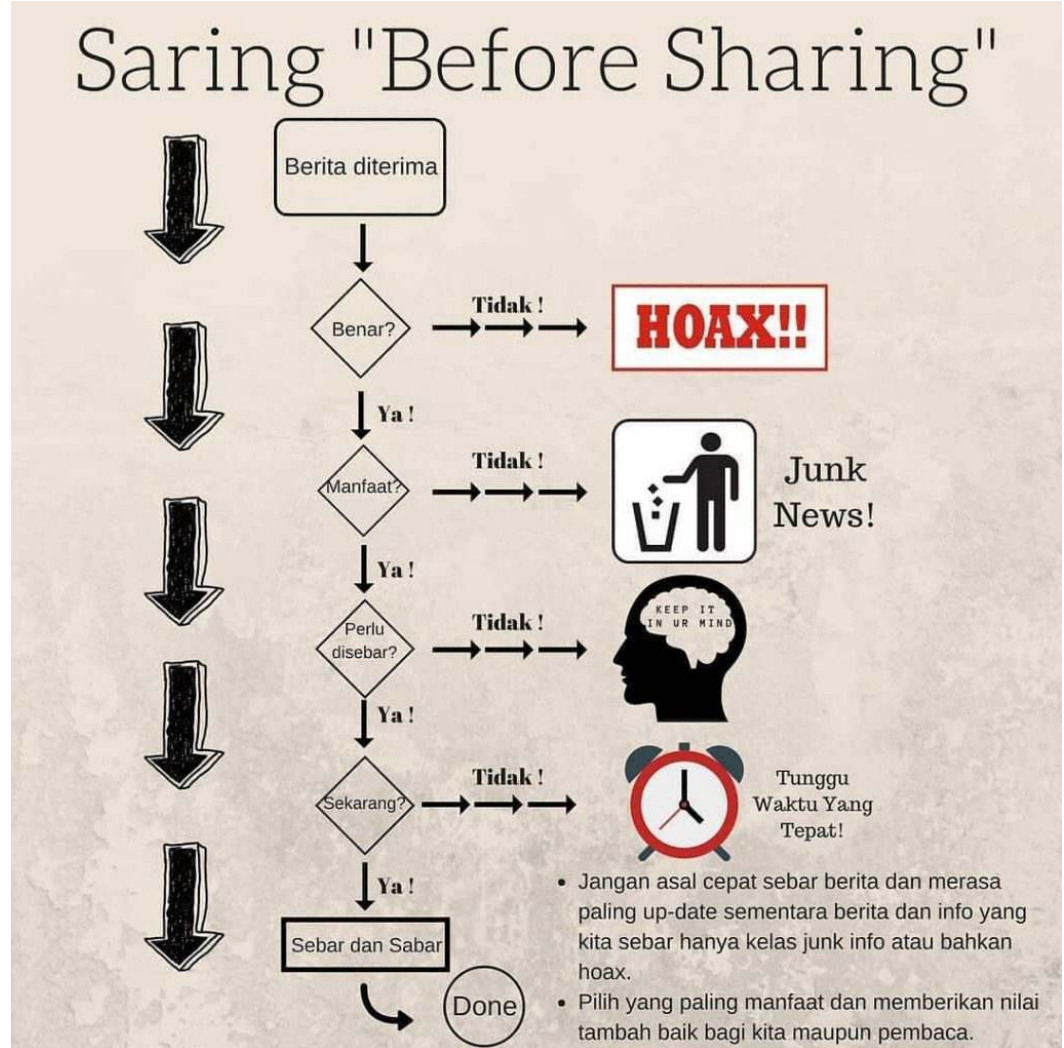 Saring "Before Sharing"
Berita diterima
Benar?
Tidak !
HOAX!!
Ya !
Manfaat?
Tidak !
Junk
News!
Ya !
Perlu
disebar?
Tidak !
KEEP IT
IN UR MIND
Ya !
Sekarang?
Tidak !
Tunggu
Waktu Yang
Tepat!
Ya !
Sebar dan Sabar
Done
• Jangan asal cepat sebar berita dan merasa
paling up-date sementara berita dan info yang
kita sebar hanya kelas junk info atau bahkan
hoax.
• Pilih yang paling manfaat dan memberikan nilai
tambah baik bagi kita maupun pembaca.